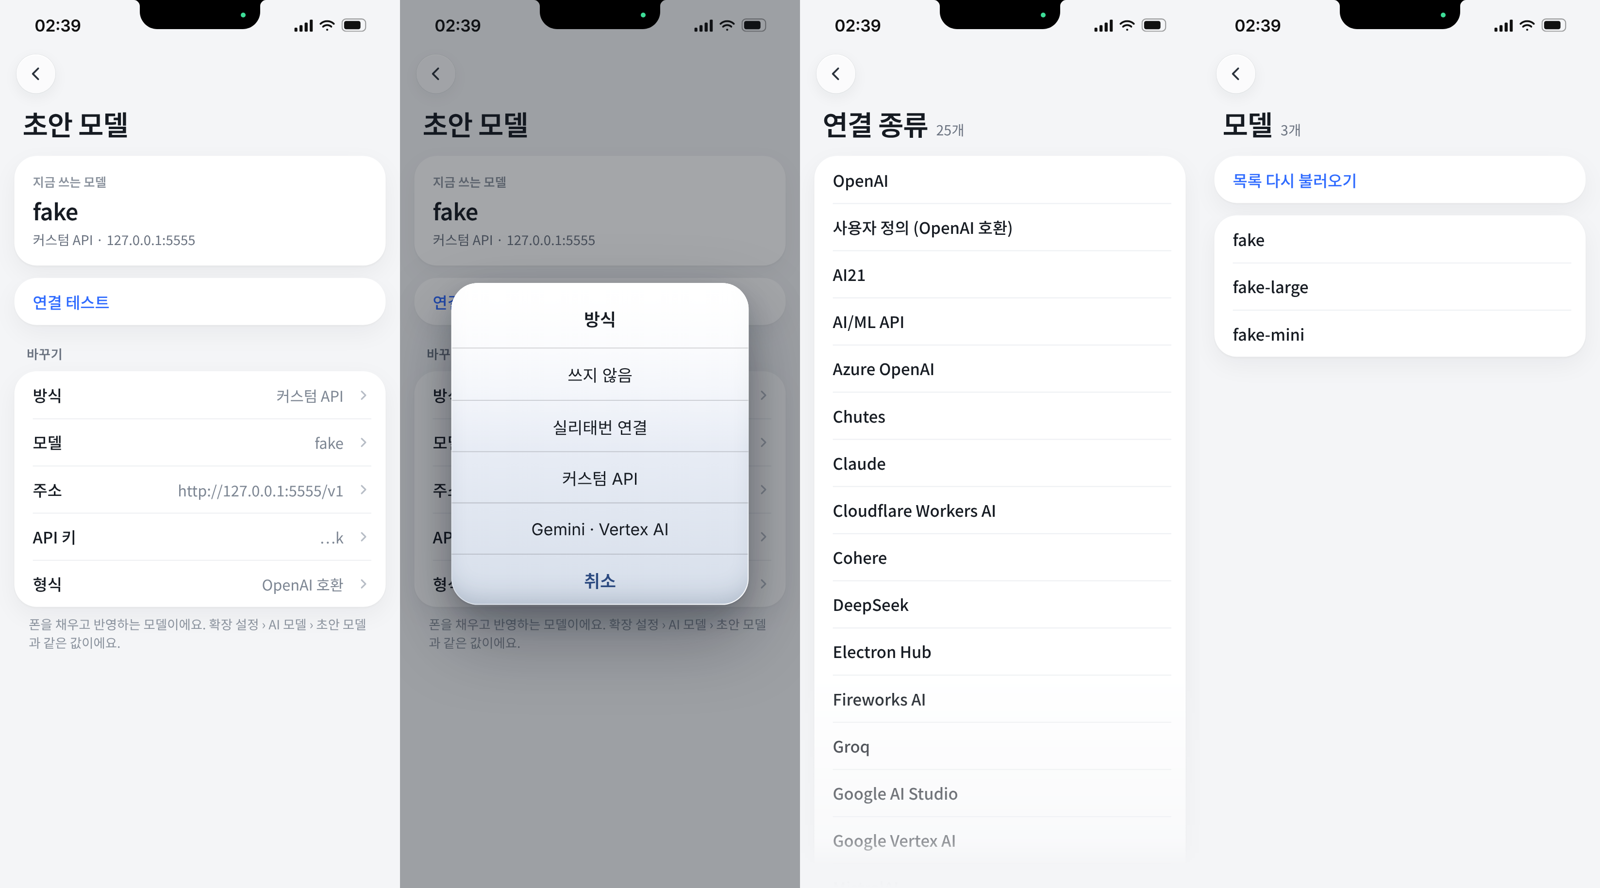 02:39
초안 모델
지금 쓰는 모델
fake
커스텀 API · 127.0.0.1:5555
연결 테스트
바꾸기
방식 커스텀 API
모델 fake
주소 http://127.0.0.1:5555/v1
API 키 …k
형식 OpenAI 호환
폰을 채우고 반영하는 모델이에요. 확장 설정 › AI 모델 › 초안 모델
과 같은 값이에요.
02:39
초안 모델
지금 쓰는 모델
fake
커스텀 API · 127.0.0.1:5555
방식
쓰지 않음
실리태번 연결
커스텀 API
Gemini · Vertex AI
취소
폰을 채우고 반영하는 모델이에요. 확장 설정 › AI 모델 › 초안 모델
과 같은 값이에요.
02:39
연결 종류 25개
OpenAI
사용자 정의 (OpenAI 호환)
AI21
AI/ML API
Azure OpenAI
Chutes
Claude
Cloudflare Workers AI
Cohere
DeepSeek
Electron Hub
Fireworks AI
Groq
Google AI Studio
Google Vertex AI
02:39
모델 3개
목록 다시 불러오기
fake
fake-large
fake-mini